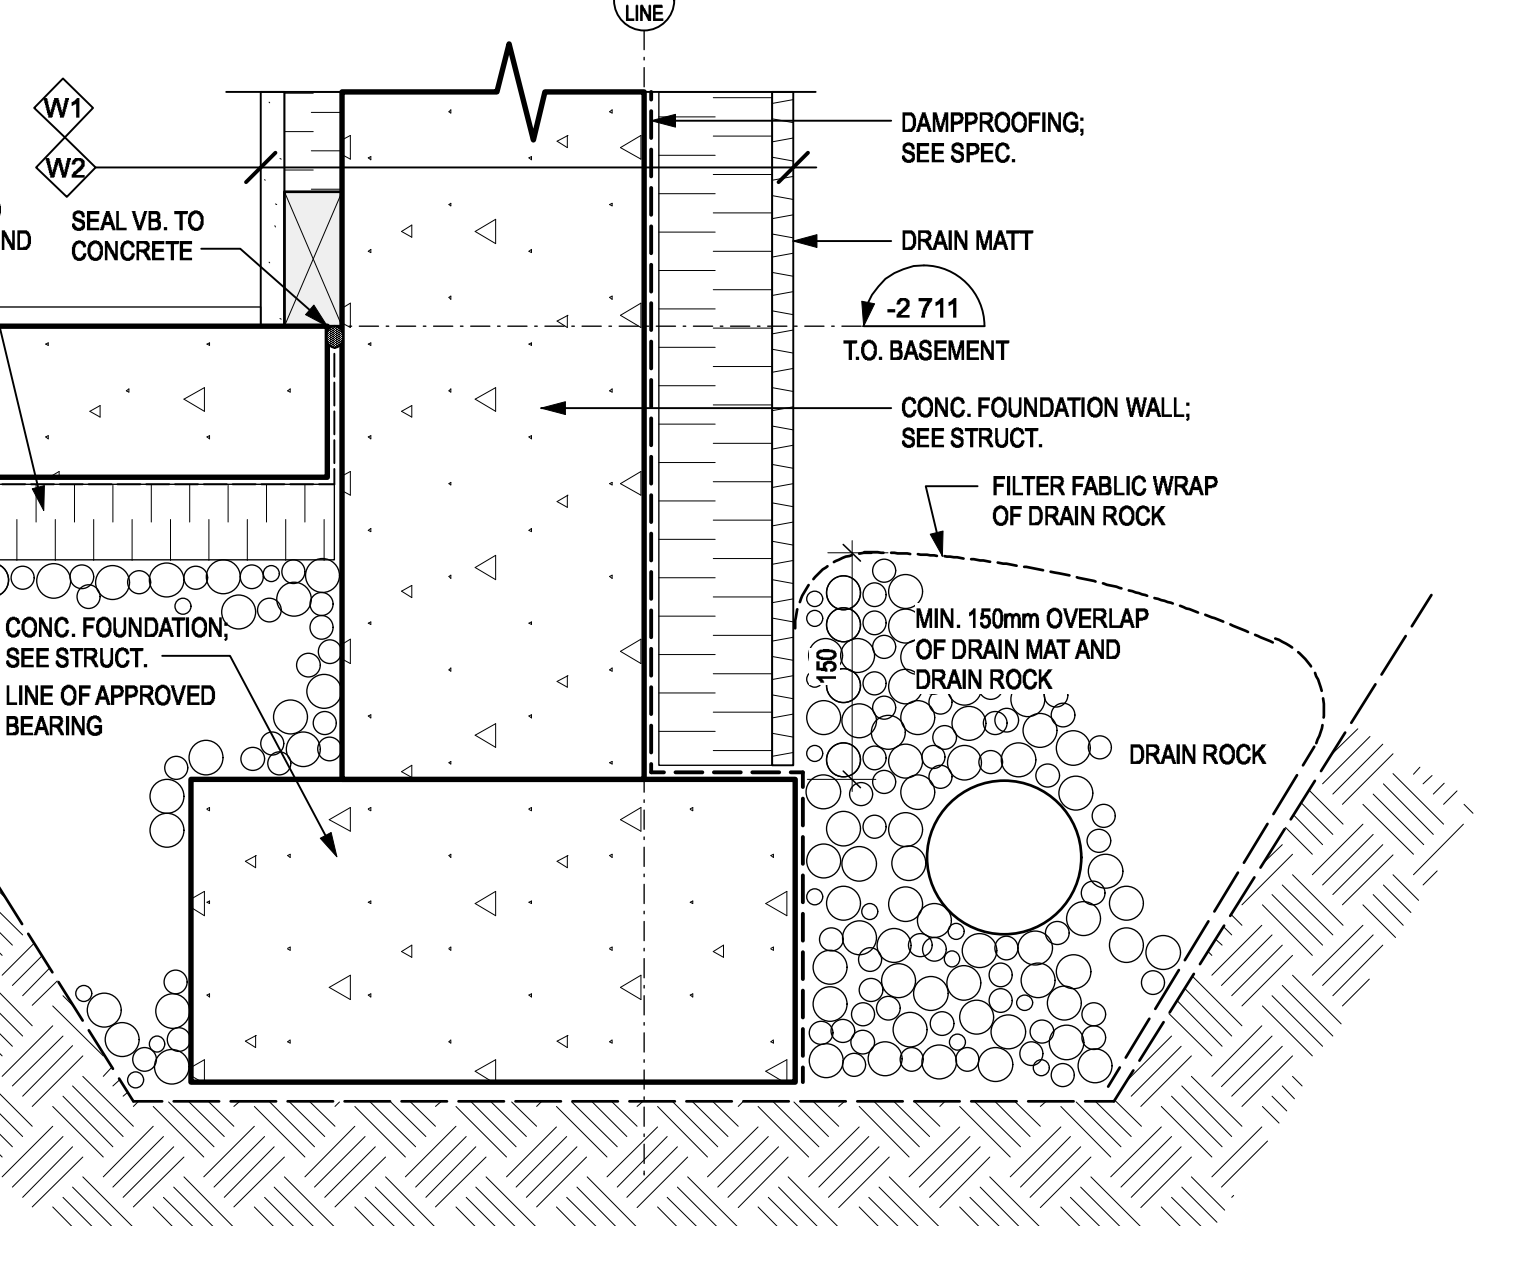 LINE
W1
W2
DAMPPROOFING;
SEE SPEC.
ND
SEAL VB. TO
CONCRETE
DRAIN MATT
-2 711
T.O. BASEMENT
CONC. FOUNDATION WALL;
SEE STRUCT.
FILTER FABLIC WRAP
OF DRAIN ROCK
CONC. FOUNDATION;
SEE STRUCT.
LINE OF APPROVED
BEARING
150
MIN. 150mm OVERLAP
OF DRAIN MAT AND
DRAIN ROCK
DRAIN ROCK